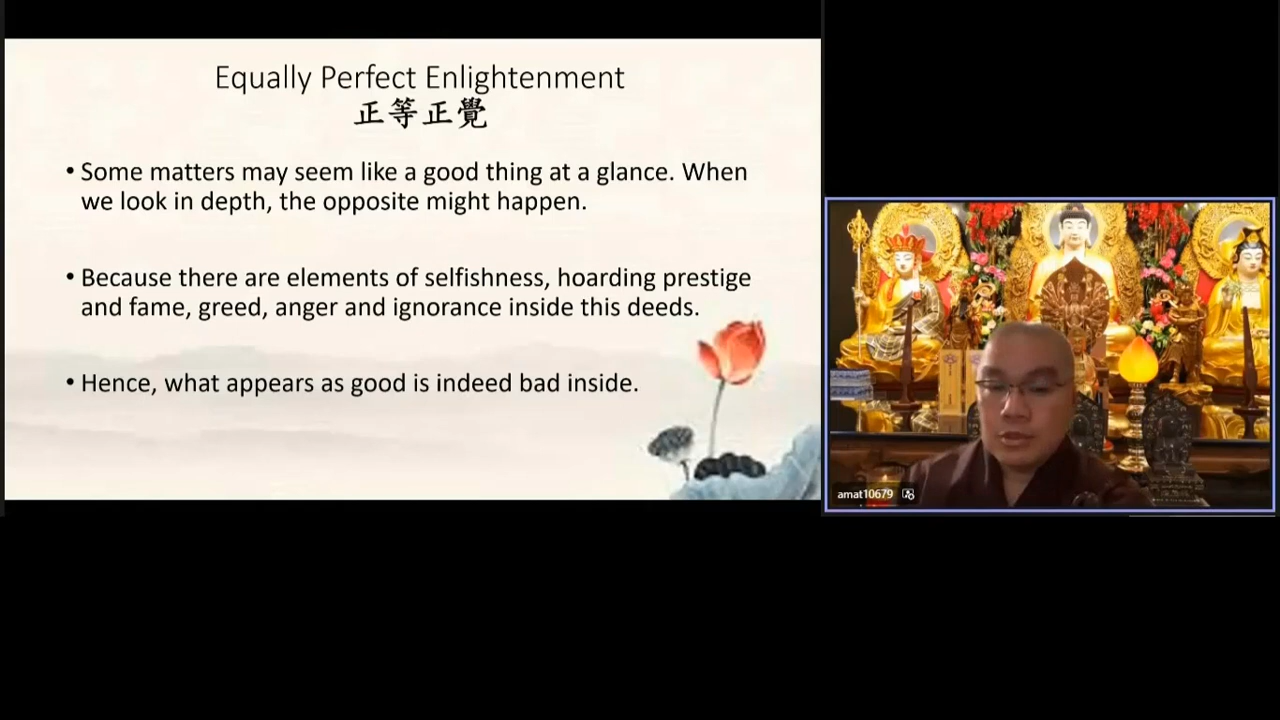 Equally Perfect Enlightenment
正等正覺
• Some matters may seem like a good thing at a glance. When
we look in depth, the opposite might happen.
• Because there are elements of selfishness, hoarding prestige
and fame, greed, anger and ignorance inside this deeds.
• Hence, what appears as good is indeed bad inside.
amat10679